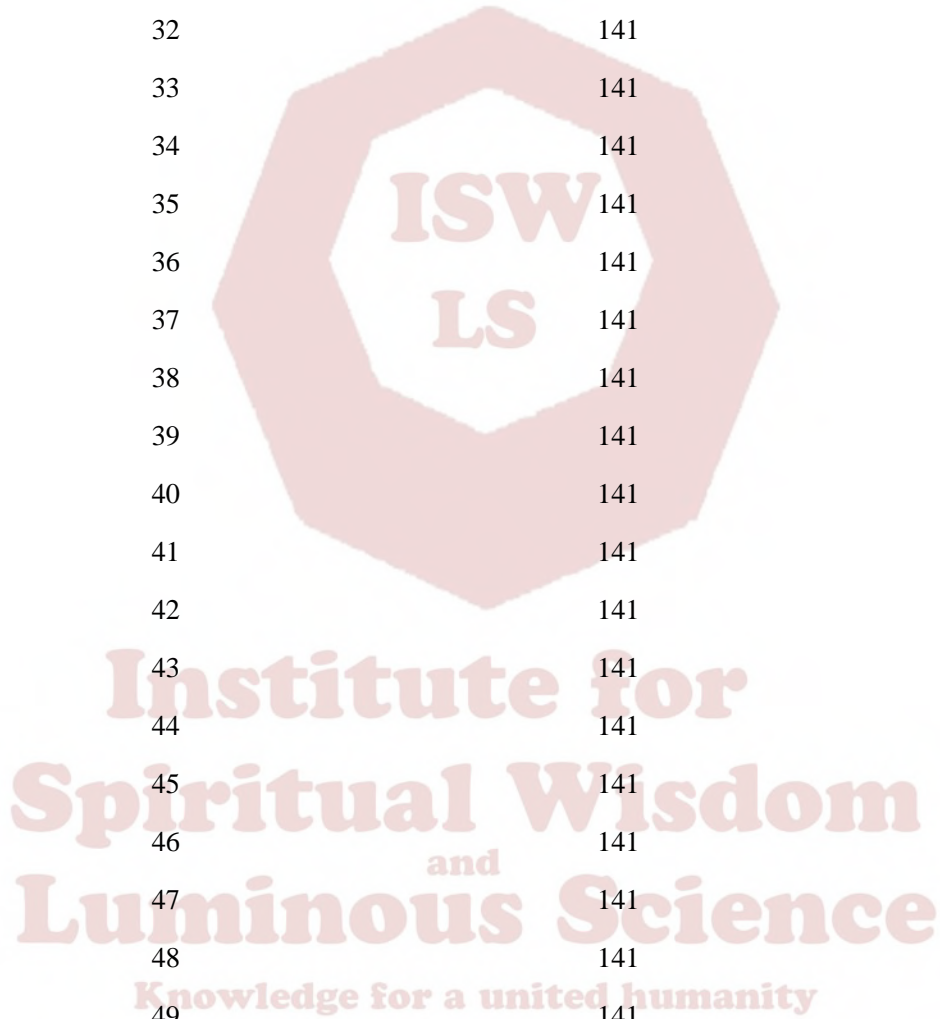 32 141
33 141
34 141
35 141
ISW
36 141
37 141
LS
38 141
39 141
40 141
41 141
42 141
43 141
Institute for
44 141
45 141
Spiritual Wisdom
46 141
and
47 141
Luminous Science
48 141
Knowledge for a united humanity
49 141